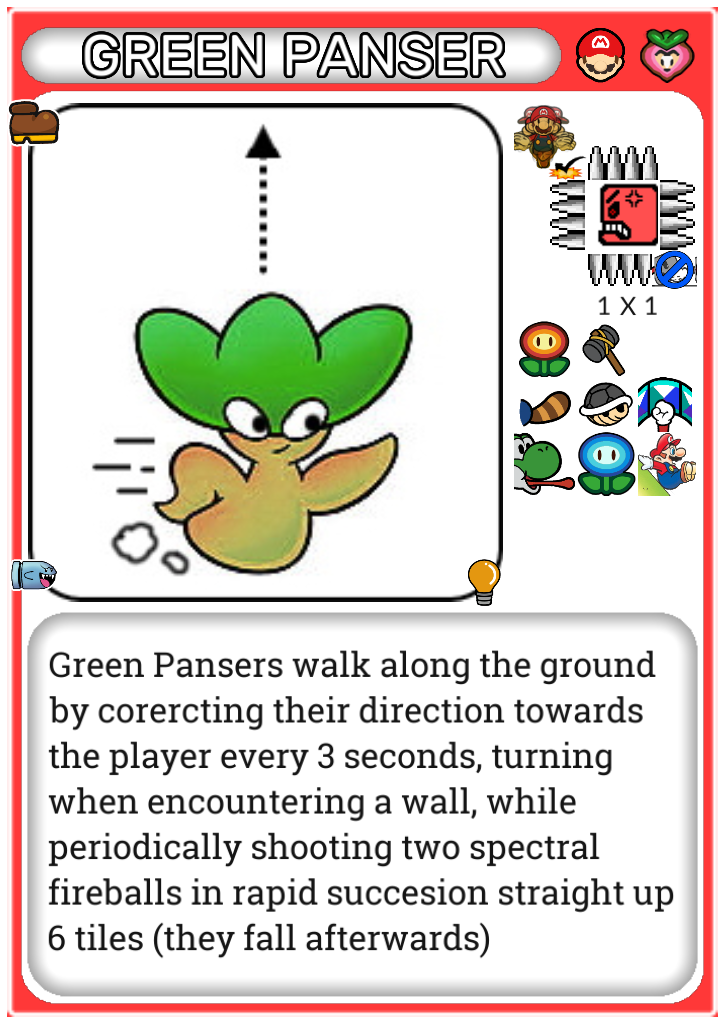 GREEN PANSER
1 X 1
Green Pansers walk along the ground
by corercting their direction towards
the player every 3 seconds, turning
when encountering a wall, while
periodically shooting two spectral
fireballs in rapid succesion straight up
6 tiles (they fall afterwards)